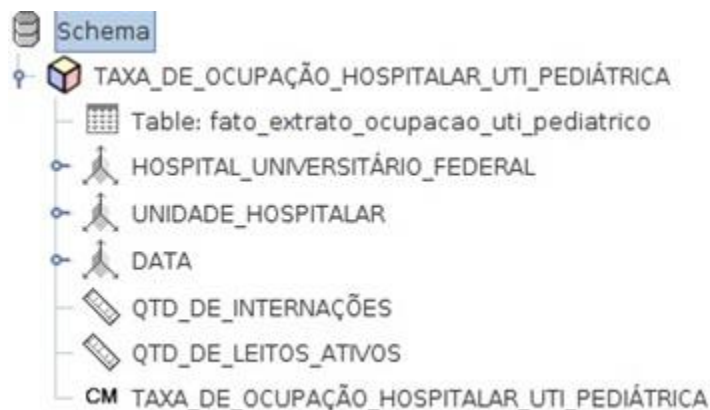 Schema
TAXA_DE_OCUPAÇÃO_HOSPITALAR_UTI_PEDIÁTRICA
Table: fato_extrato_ocupacao_uti_pediatrico
HOSPITAL_UNIVERSITÁRIO_FEDERAL
UNIDADE_HOSPITALAR
DATA
QTD_DE_INTERNAÇÕES
QTD_DE_LEITOS_ATIVOS
CM TAXA_DE_OCUPAÇÃO_HOSPITALAR_UTI_PEDIÁTRICA